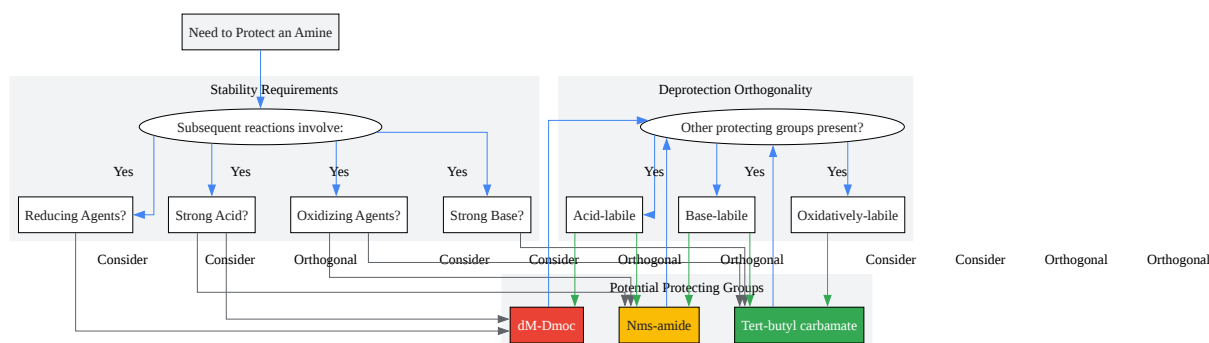 Need to Protect an Amine
Stability Requirements
Deprotection Orthogonality
Subsequent reactions involve:
Other protecting groups present?
Yes
Yes
Yes
Yes
Yes
Yes
Yes
Reducing Agents?
Strong Acid?
Oxidizing Agents?
Strong Base?
Acid-labile
Base-labile
Oxidatively-labile
Consider
Consider
Orthogonal
Consider
Consider
Orthogonal
Orthogonal
Consider
Consider
Orthogonal
Orthogonal
Potential Protecting Groups
dM-Dmoc
Nms-amide
Tert-butyl carbamate